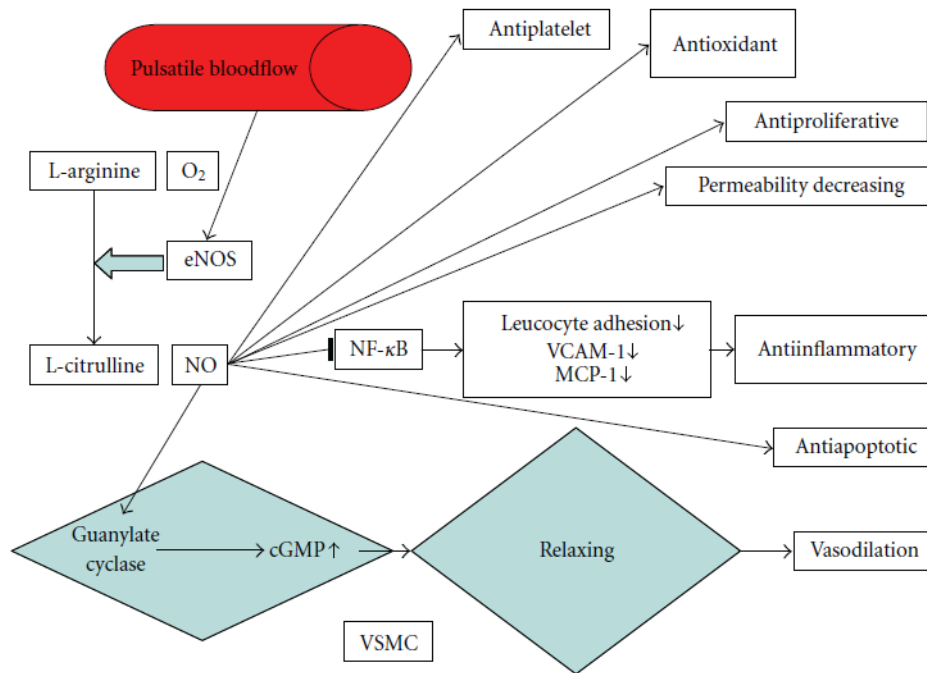 Antiplatelet
Antioxidant
Pulsatile bloodflow
Antiproliferative
L-arginine
O₂
Permeability decreasing
eNOS
Leucocyte adhesion↓
NF-κB
VCAM-1↓
Antiinflammatory
L-citrulline
NO
MCP-1↓
Antiapoptotic
Guanylate
cyclase
cGMP↑
Relaxing
Vasodilation
VSMC